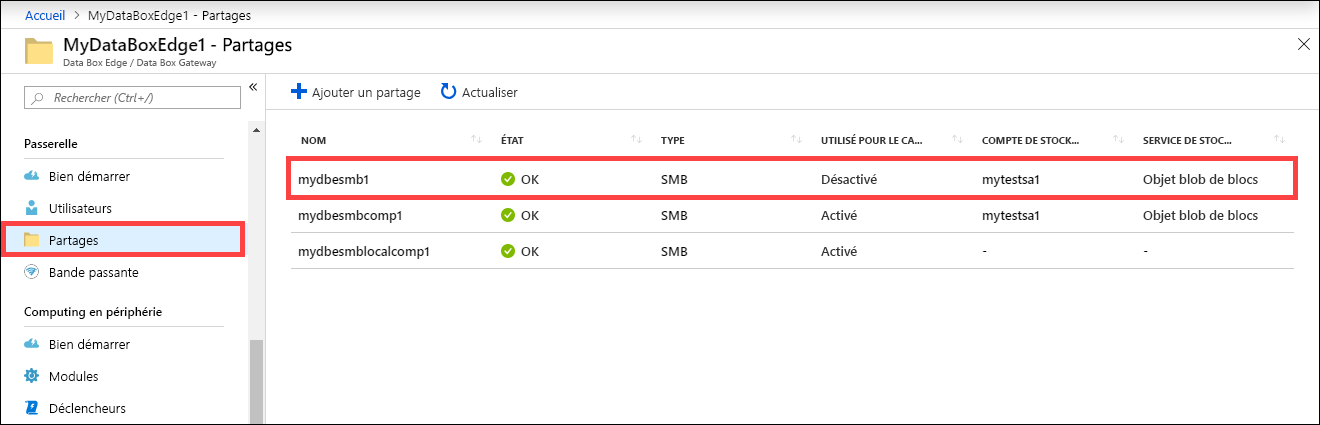 Accueil > MyDataBoxEdge1 - Partages
MyDataBoxEdge1 - Partages
Data Box Edge / Data Box Gateway
Rechercher (Ctrl+/)
Passerelle
Bien démarrer
Utilisateurs
Partages
Bande passante
Computing en périphérie
Bien démarrer
Modules
Déclencheurs
Ajouter un partage Actualiser
NOM ÉTAT TYPE UTILISÉ POUR LE CA... COMPTE DE STOCK... SERVICE DE STOC...
mydbesmb1 OK SMB Désactivé mytestsa1 Objet blob de blocs
mydbesmbcomp1 OK SMB Activé mytestsa1 Objet blob de blocs
mydbesmblocalcomp1 OK SMB Activé - -